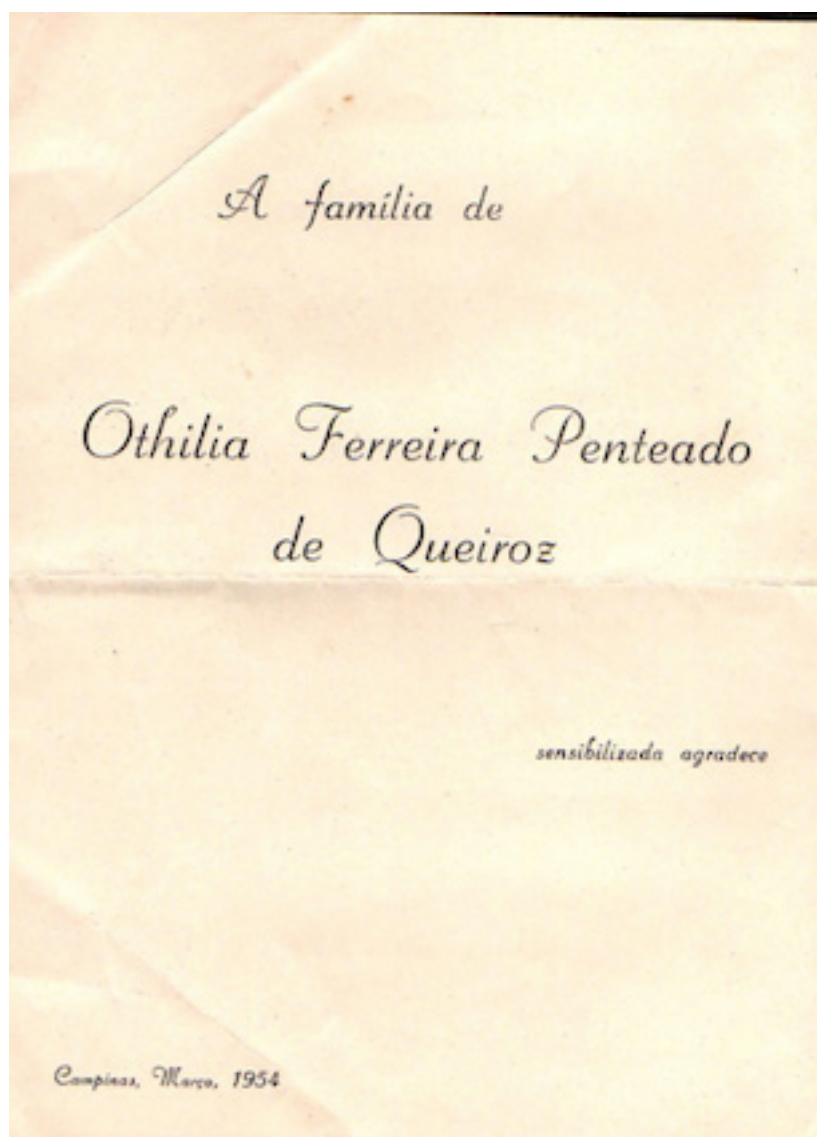 A família de
Othilia Ferreira Penteado
de Queiroz
sensibilizada agradece
Campinas, Março, 1954